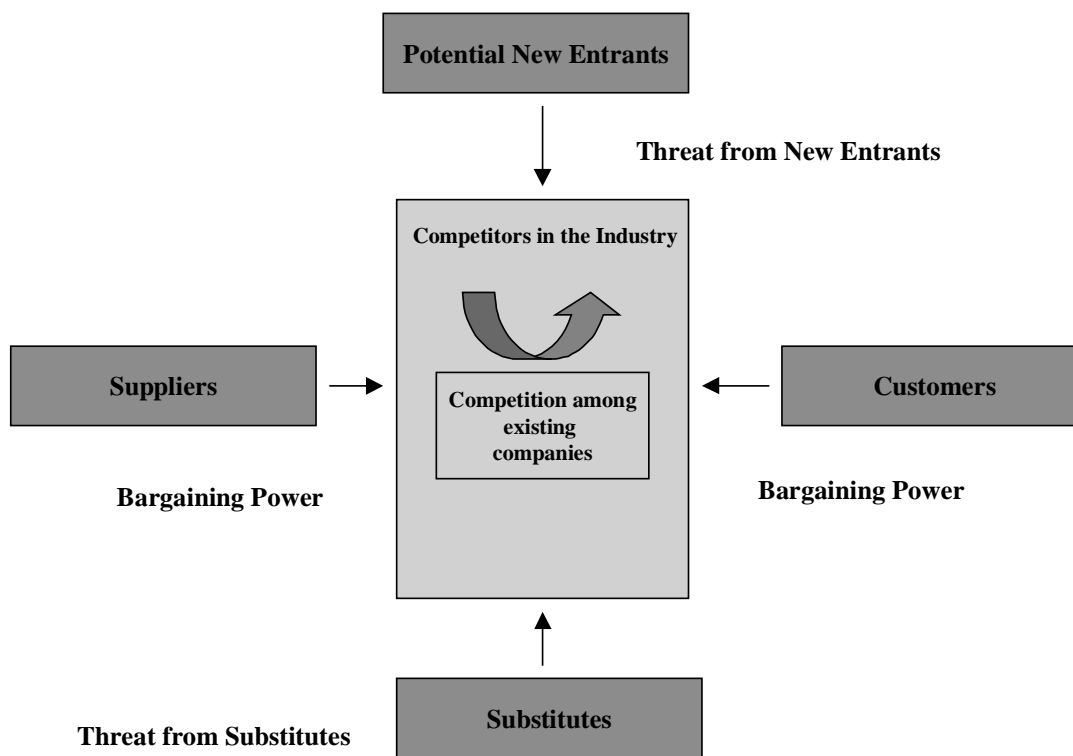 Potential New Entrants
Threat from New Entrants
Competitors in the Industry
Suppliers
Customers
Competition among
existing
companies
Bargaining Power
Bargaining Power
Substitutes
Threat from Substitutes